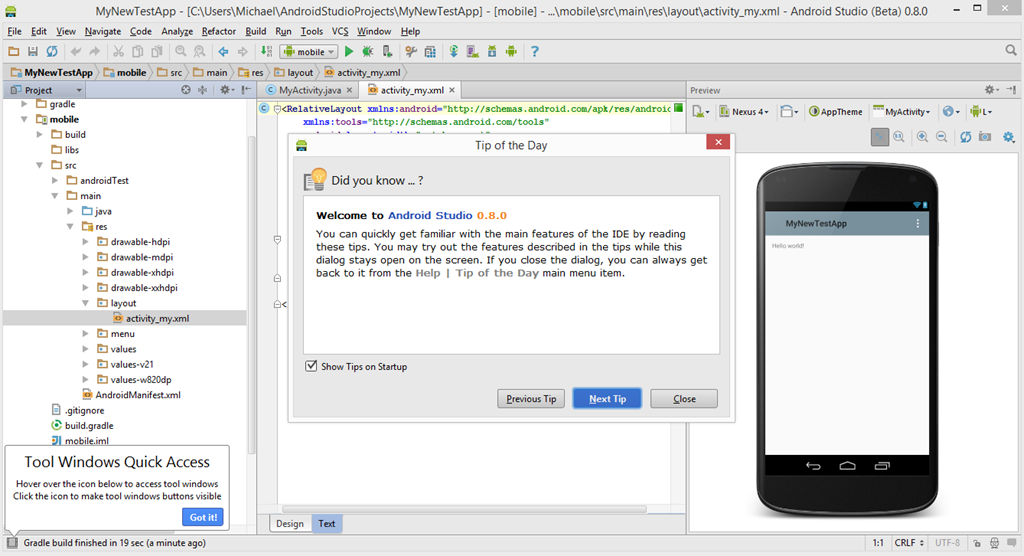 MyNewTestApp - [C:\Users\Michael\AndroidStudioProjects\MyNewTestApp] - [mobile] - ...\mobile\src\main\res\layout\activity_my.xml - Android Studio (Beta) 0.8.0
File Edit View Navigate Code Analyze Refactor Build Run Tools VCS Window Help
mobile
MyNewTestApp mobile src main res layout activity_my.xml
Project
MyActivity.java activity_my.xml
Preview
gradle
mobile
build
libs
src
androidTest
main
java
res
drawable-hdpi
drawable-mdpi
drawable-xhdpi
drawable-xxhdpi
layout
activity_my.xml
menu
values
values-v21
values-w820dp
AndroidManifest.xml
.gitignore
build.gradle
mobile.iml
<RelativeLayout xmlns:android="http://schemas.android.com/apk/res/android
xmlns:tools="http://schemas.android.com/tools"
Nexus 4 AppTheme MyActivity L
Tip of the Day
Did you know ... ?
Welcome to Android Studio 0.8.0
You can quickly get familiar with the main features of the IDE by reading
these tips. You may try out the features described in the tips while this
dialog stays open on the screen. If you close the dialog, you can always get
back to it from the Help | Tip of the Day main menu item.
Show Tips on Startup
Previous Tip Next Tip Close
MyNewTestApp
Hello world!
Tool Windows Quick Access
Hover over the icon below to access tool windows
Click the icon to make tool windows buttons visible
Got it!
Design Text
Gradle build finished in 19 sec (a minute ago)
1:1 CRLF UTF-8